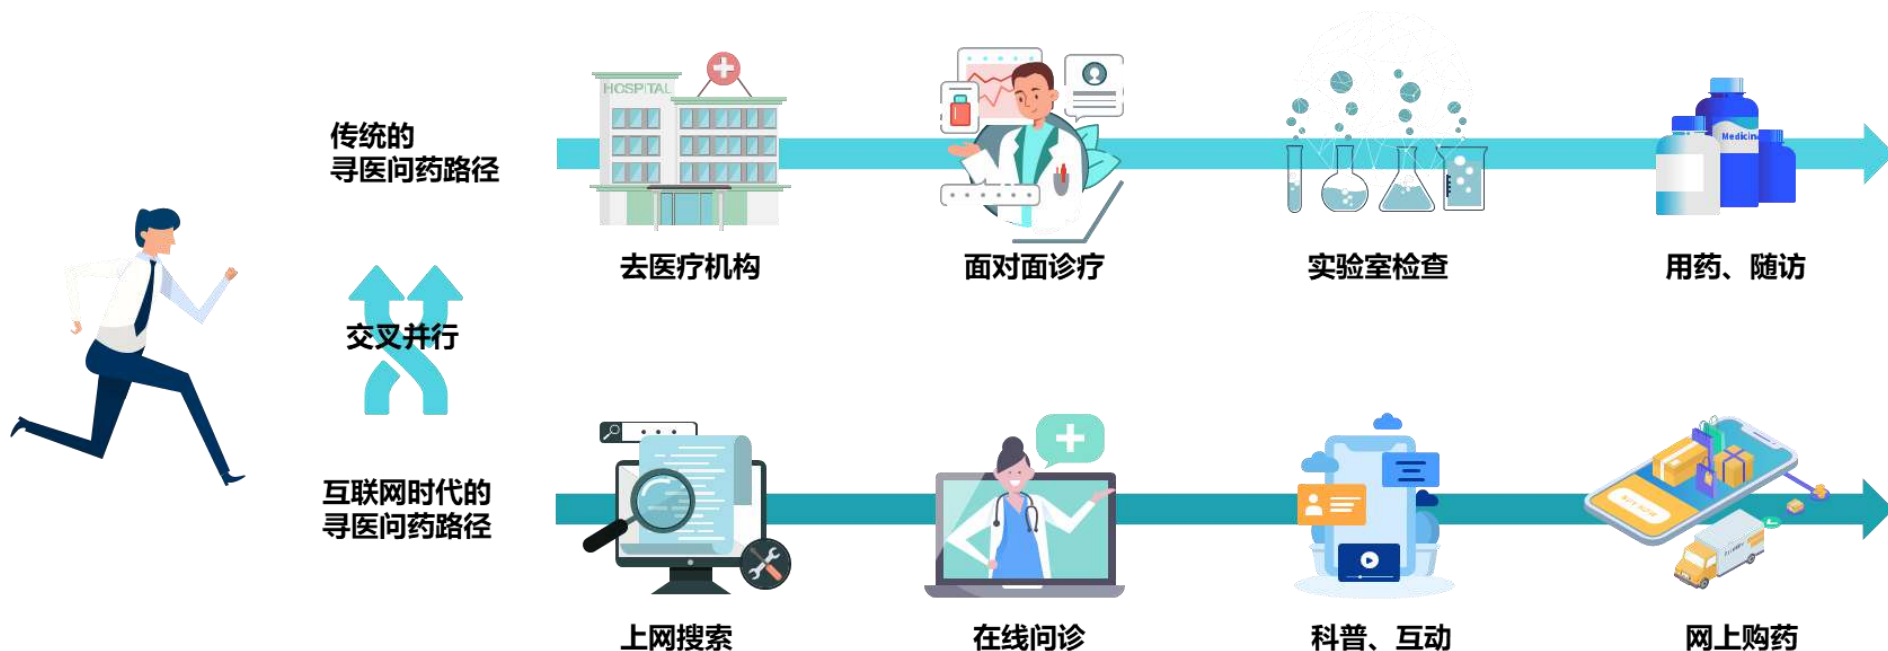 HOSPITAL
Medicin
传统的
寻医问药路径
去医疗机构
面对面诊疗
实验室检查
用药、随访
交叉并行
互联网时代的
寻医问药路径
BUY NOW
上网搜索
在线问诊
科普、互动
网上购药